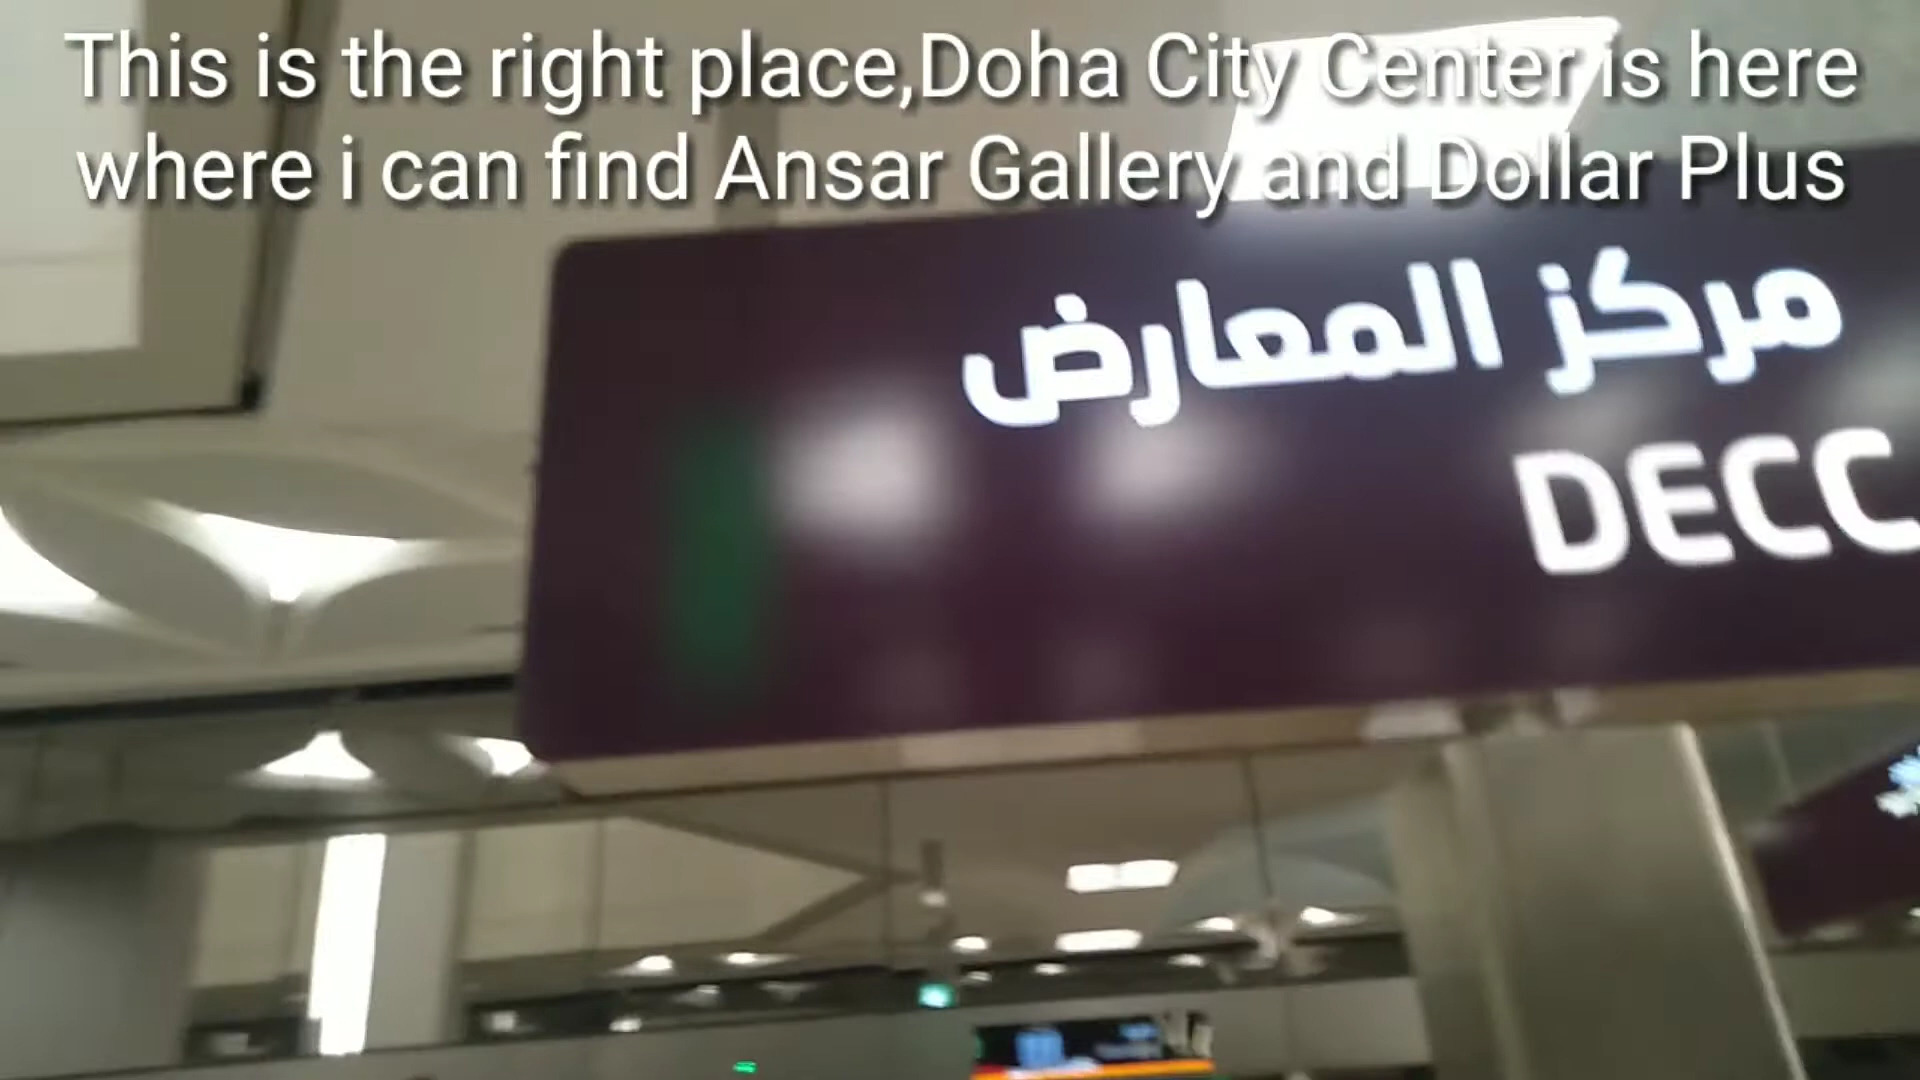 This is the right place,Doha City Center is here
where i can find Ansar Gallery and Dollar Plus
مركز المعارض
DECC